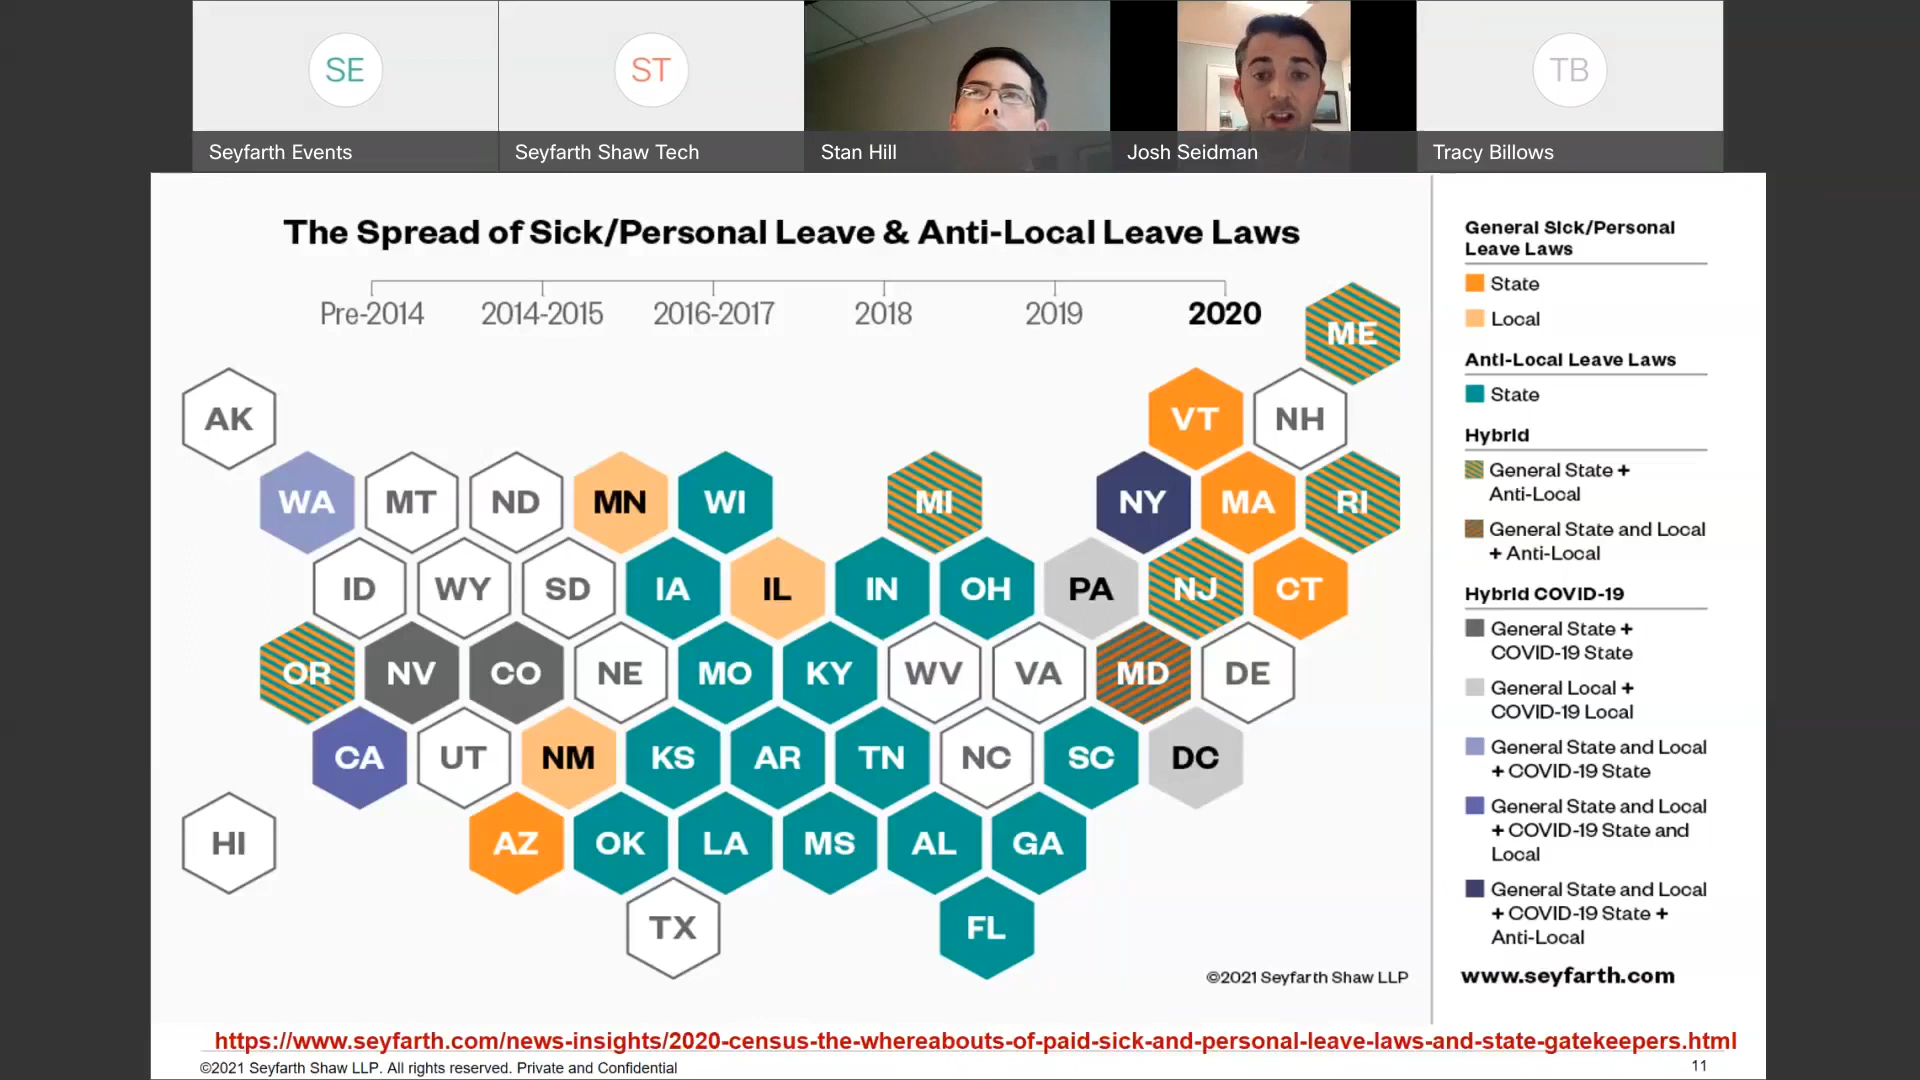 SE
ST
TB
Seyfarth Events
Seyfarth Shaw Tech
Stan Hill
Josh Seidman
Tracy Billows
The Spread of Sick/Personal Leave & Anti-Local Leave Laws
Pre-2014
2014-2015
2016-2017
2018
2019
2020
ME
AK
VT
NH
WA
MT
ND
MN
WI
MI
NY
MA
RI
ID
WY
SD
IA
IL
IN
OH
PA
NJ
CT
OR
NV
CO
NE
MO
KY
WV
VA
MD
DE
CA
UT
NM
KS
AR
TN
NC
SC
DC
HI
AZ
OK
LA
MS
AL
GA
TX
FL
©2021 Seyfarth Shaw LLP
General Sick/Personal
Leave Laws
State
Local
Anti-Local Leave Laws
State
Hybrid
General State +
Anti-Local
General State and Local
+ Anti-Local
Hybrid COVID-19
General State +
COVID-19 State
General Local +
COVID-19 Local
General State and Local
+ COVID-19 State
General State and Local
+ COVID-19 State and
Local
General State and Local
+ COVID-19 State +
Anti-Local
www.seyfarth.com
https://www.seyfarth.com/news-insights/2020-census-the-whereabouts-of-paid-sick-and-personal-leave-laws-and-state-gatekeepers.html
©2021 Seyfarth Shaw LLP. All rights reserved. Private and Confidential
11